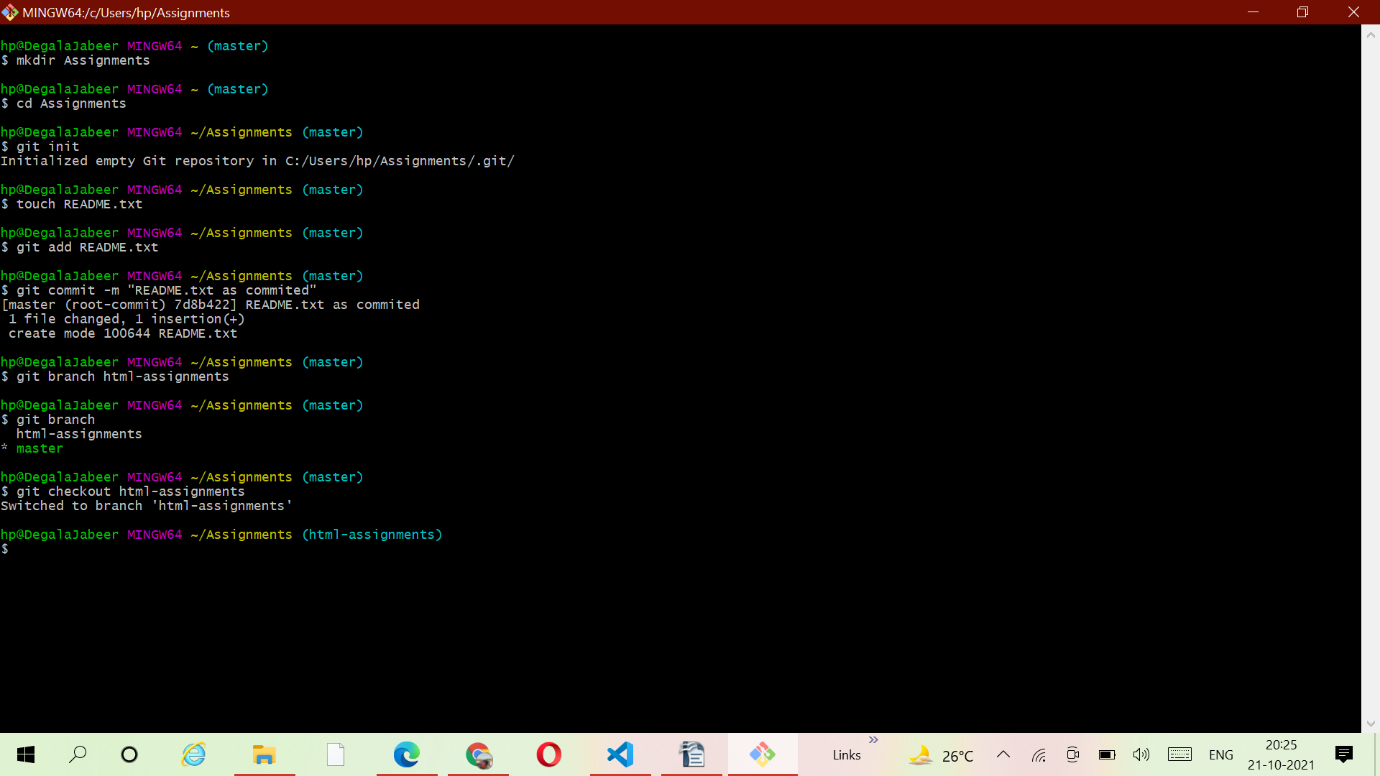 MINGW64:/c/Users/hp/Assignments
hp@DegalaJabeer MINGW64 ~ (master)
$ mkdir Assignments
hp@DegalaJabeer MINGW64 ~ (master)
$ cd Assignments
hp@DegalaJabeer MINGW64 ~/Assignments (master)
$ git init
Initialized empty Git repository in C:/Users/hp/Assignments/.git/
hp@DegalaJabeer MINGW64 ~/Assignments (master)
$ touch README.txt
hp@DegalaJabeer MINGW64 ~/Assignments (master)
$ git add README.txt
hp@DegalaJabeer MINGW64 ~/Assignments (master)
$ git commit -m "README.txt as commited"
[master (root-commit) 7d8b422] README.txt as commited
 1 file changed, 1 insertion(+)
 create mode 100644 README.txt
hp@DegalaJabeer MINGW64 ~/Assignments (master)
$ git branch html-assignments
hp@DegalaJabeer MINGW64 ~/Assignments (master)
$ git branch
  html-assignments
* master
hp@DegalaJabeer MINGW64 ~/Assignments (master)
$ git checkout html-assignments
Switched to branch 'html-assignments'
hp@DegalaJabeer MINGW64 ~/Assignments (html-assignments)
$
Links » 26°C ENG 20:25
21-10-2021